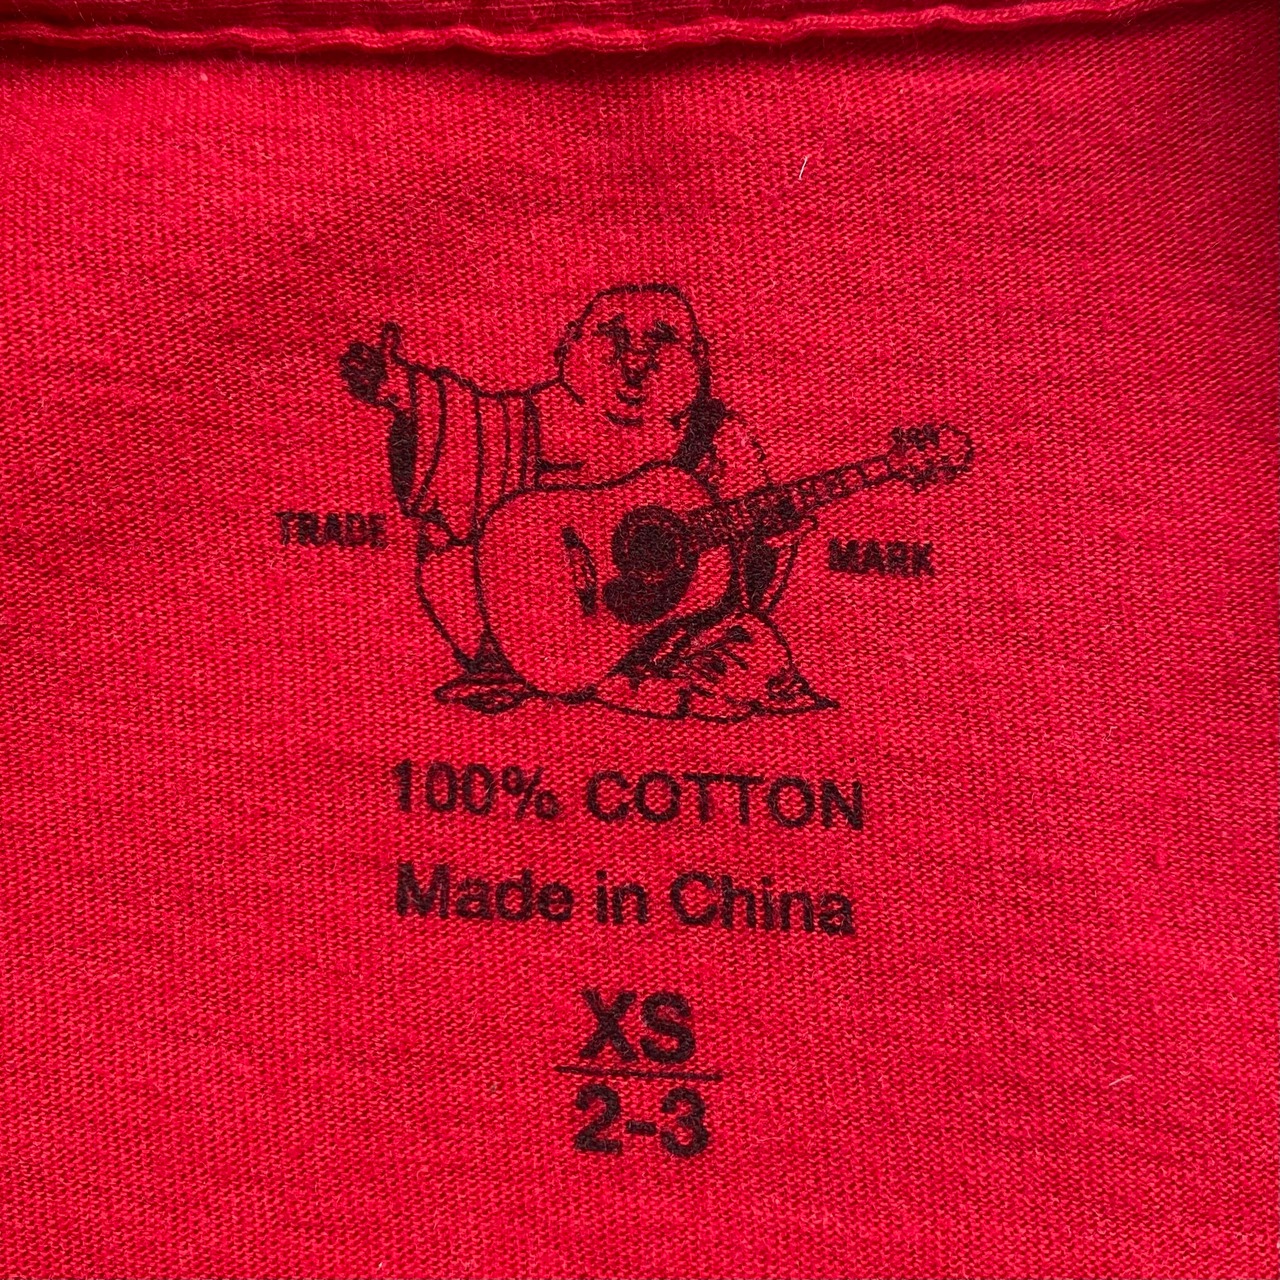 TRADE MARK
100% COTTON
Made in China
XS
2-3